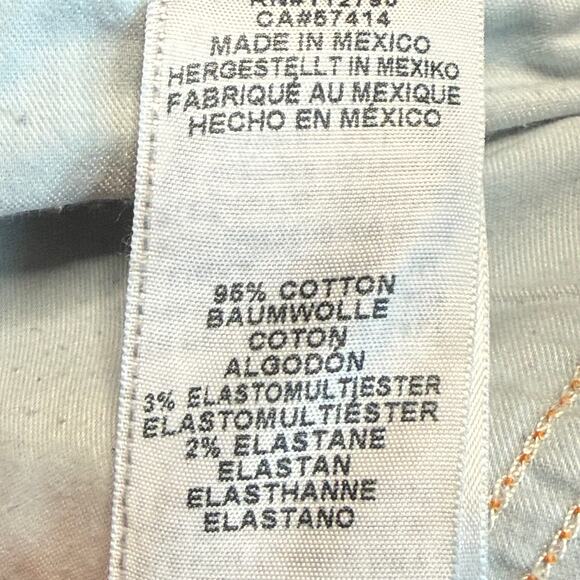 CA#57414
MADE IN MEXICO
HERGESTELLT IN MEXIKO
FABRIQUÉ AU MEXIQUE
HECHO EN MÉXICO
95% COTTON
BAUMWOLLE
COTON
ALGODÓN
3% ELASTOMULTIESTER
ELASTOMULTIÉSTER
2% ELASTANE
ELASTAN
ELASTHANNE
ELASTANO